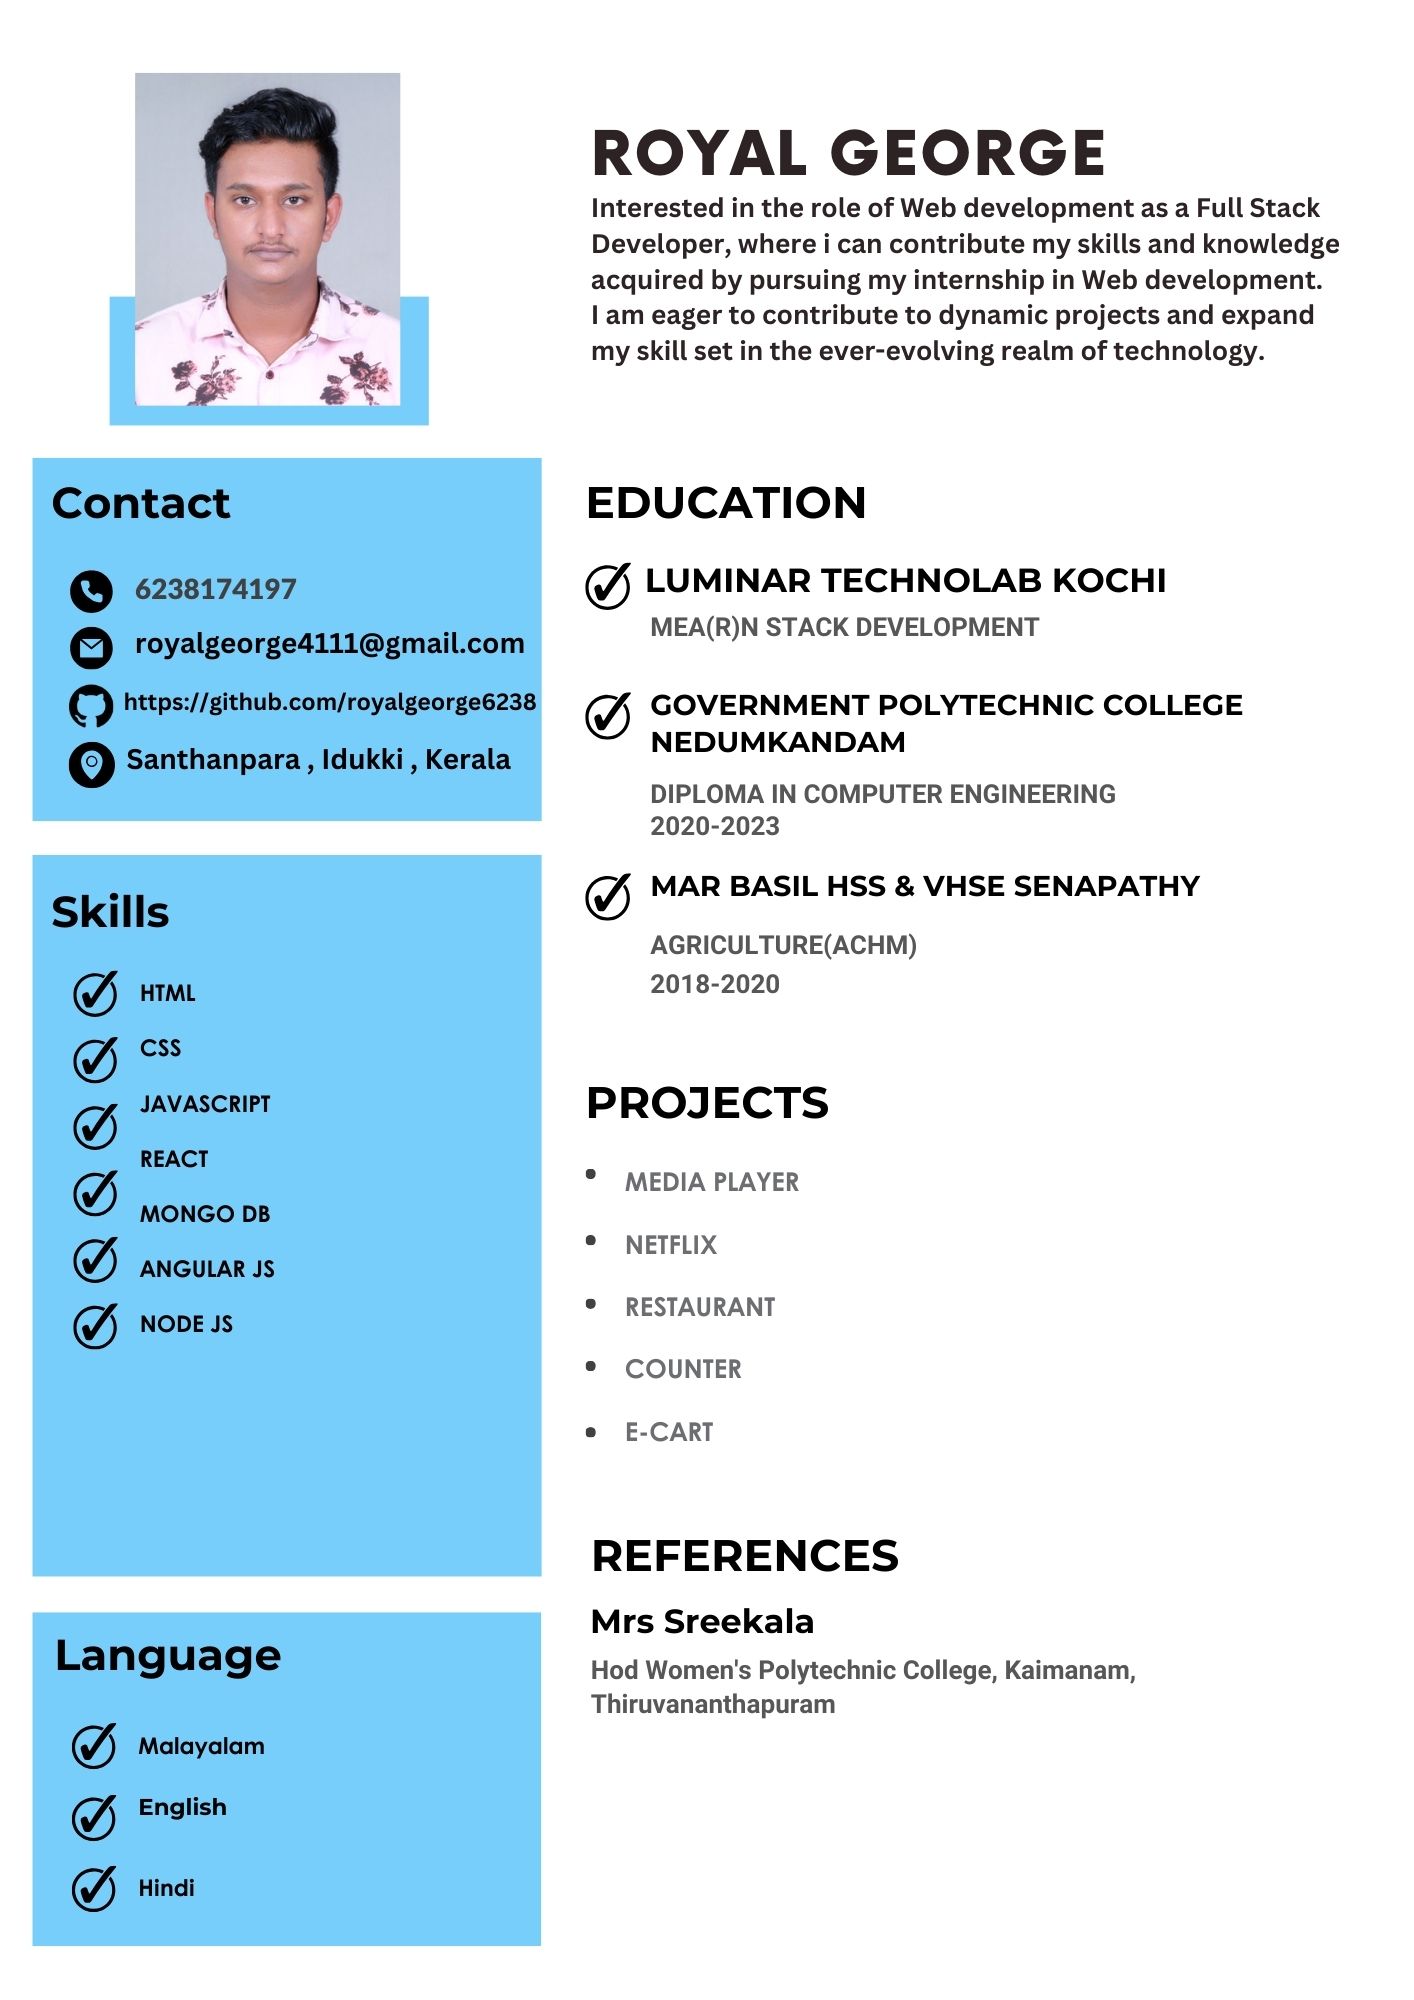 ROYAL GEORGE
Interested in the role of Web development as a Full Stack
Developer, where i can contribute my skills and knowledge
acquired by pursuing my internship in Web development.
I am eager to contribute to dynamic projects and expand
my skill set in the ever-evolving realm of technology.
Contact
6238174197
royalgeorge4111@gmail.com
https://github.com/royalgeorge6238
Santhanpara , Idukki , Kerala
Skills
HTML
CSS
JAVASCRIPT
REACT
MONGO DB
ANGULAR JS
NODE JS
Language
Malayalam
English
Hindi
EDUCATION
LUMINAR TECHNOLAB KOCHI
MEA(R)N STACK DEVELOPMENT
GOVERNMENT POLYTECHNIC COLLEGE
NEDUMKANDAM
DIPLOMA IN COMPUTER ENGINEERING
2020-2023
MAR BASIL HSS & VHSE SENAPATHY
AGRICULTURE(ACHM)
2018-2020
PROJECTS
• MEDIA PLAYER
• NETFLIX
• RESTAURANT
• COUNTER
• E-CART
REFERENCES
Mrs Sreekala
Hod Women's Polytechnic College, Kaimanam,
Thiruvananthapuram